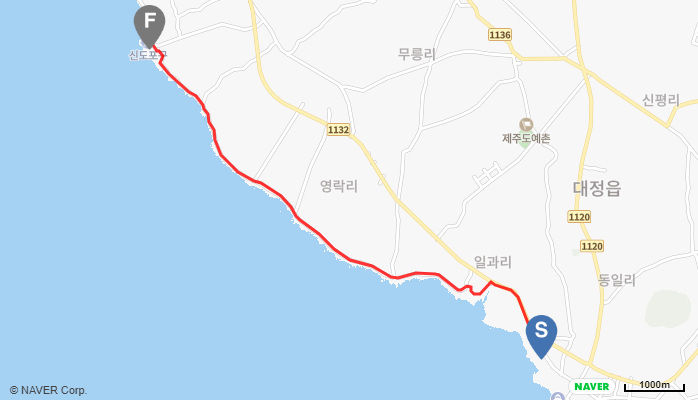 F
신도포구
1136
무릉리
신평리
제주도예촌
1132
영락리
대정읍
1120
1120
일과리
동일리
S
NAVER
1000m
© NAVER Corp.